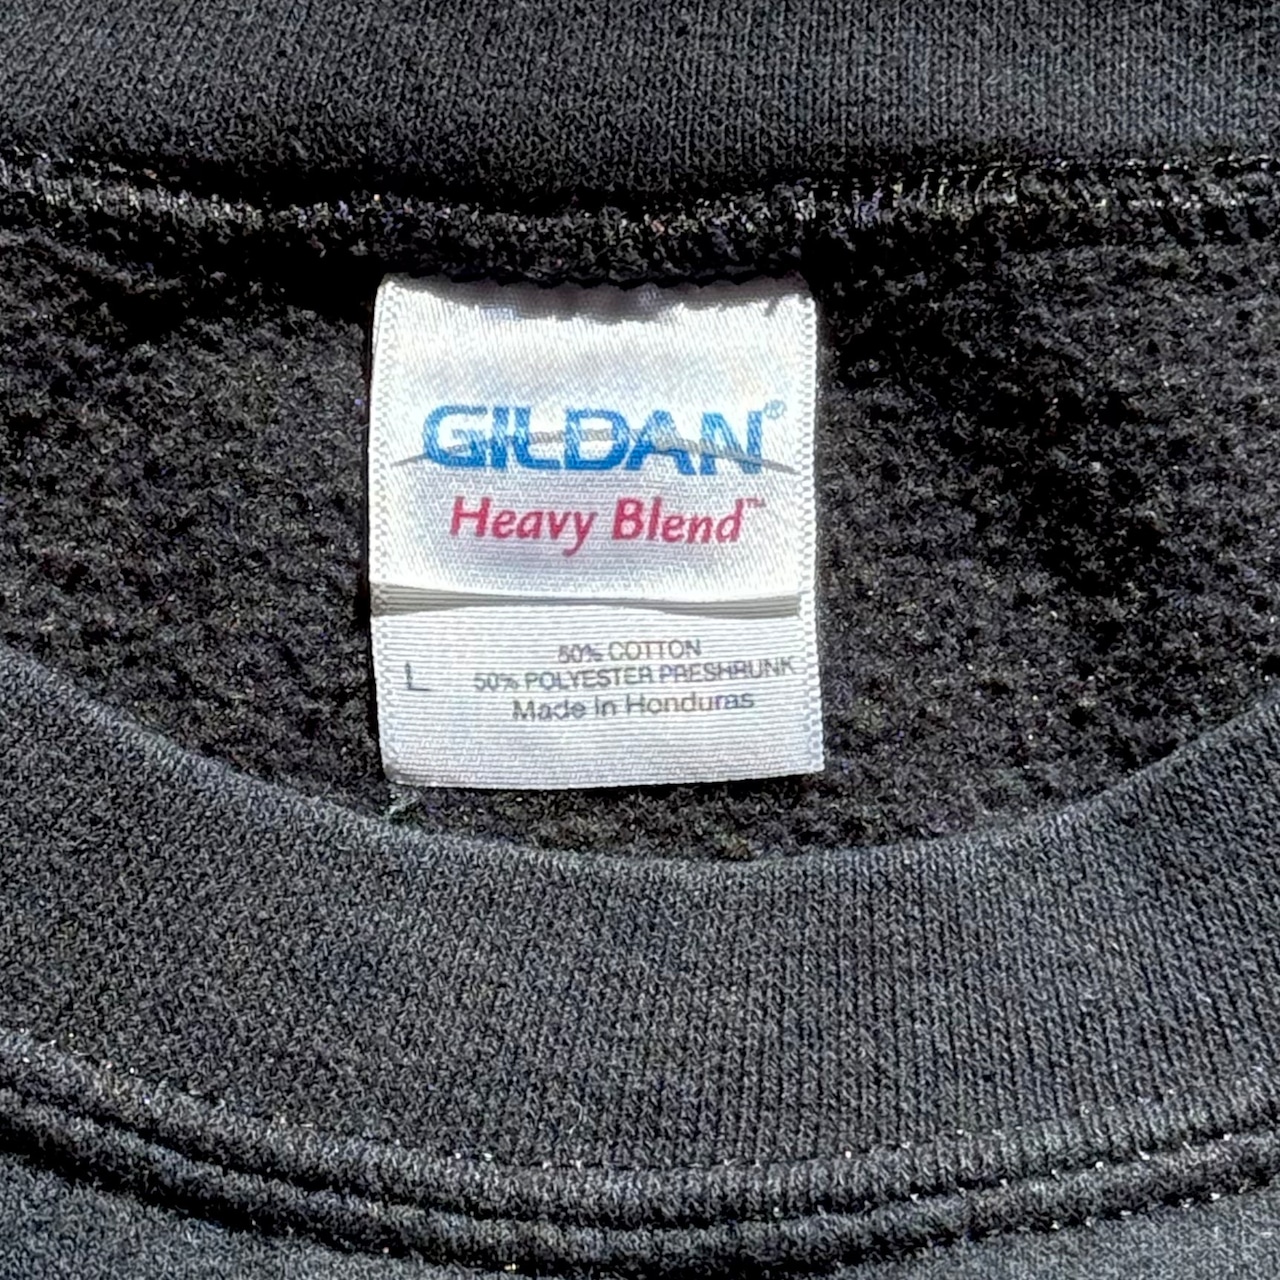 GILDAN®
Heavy Blend™
50% COTTON
L 50% POLYESTER PRESHRUNK
Made in Honduras